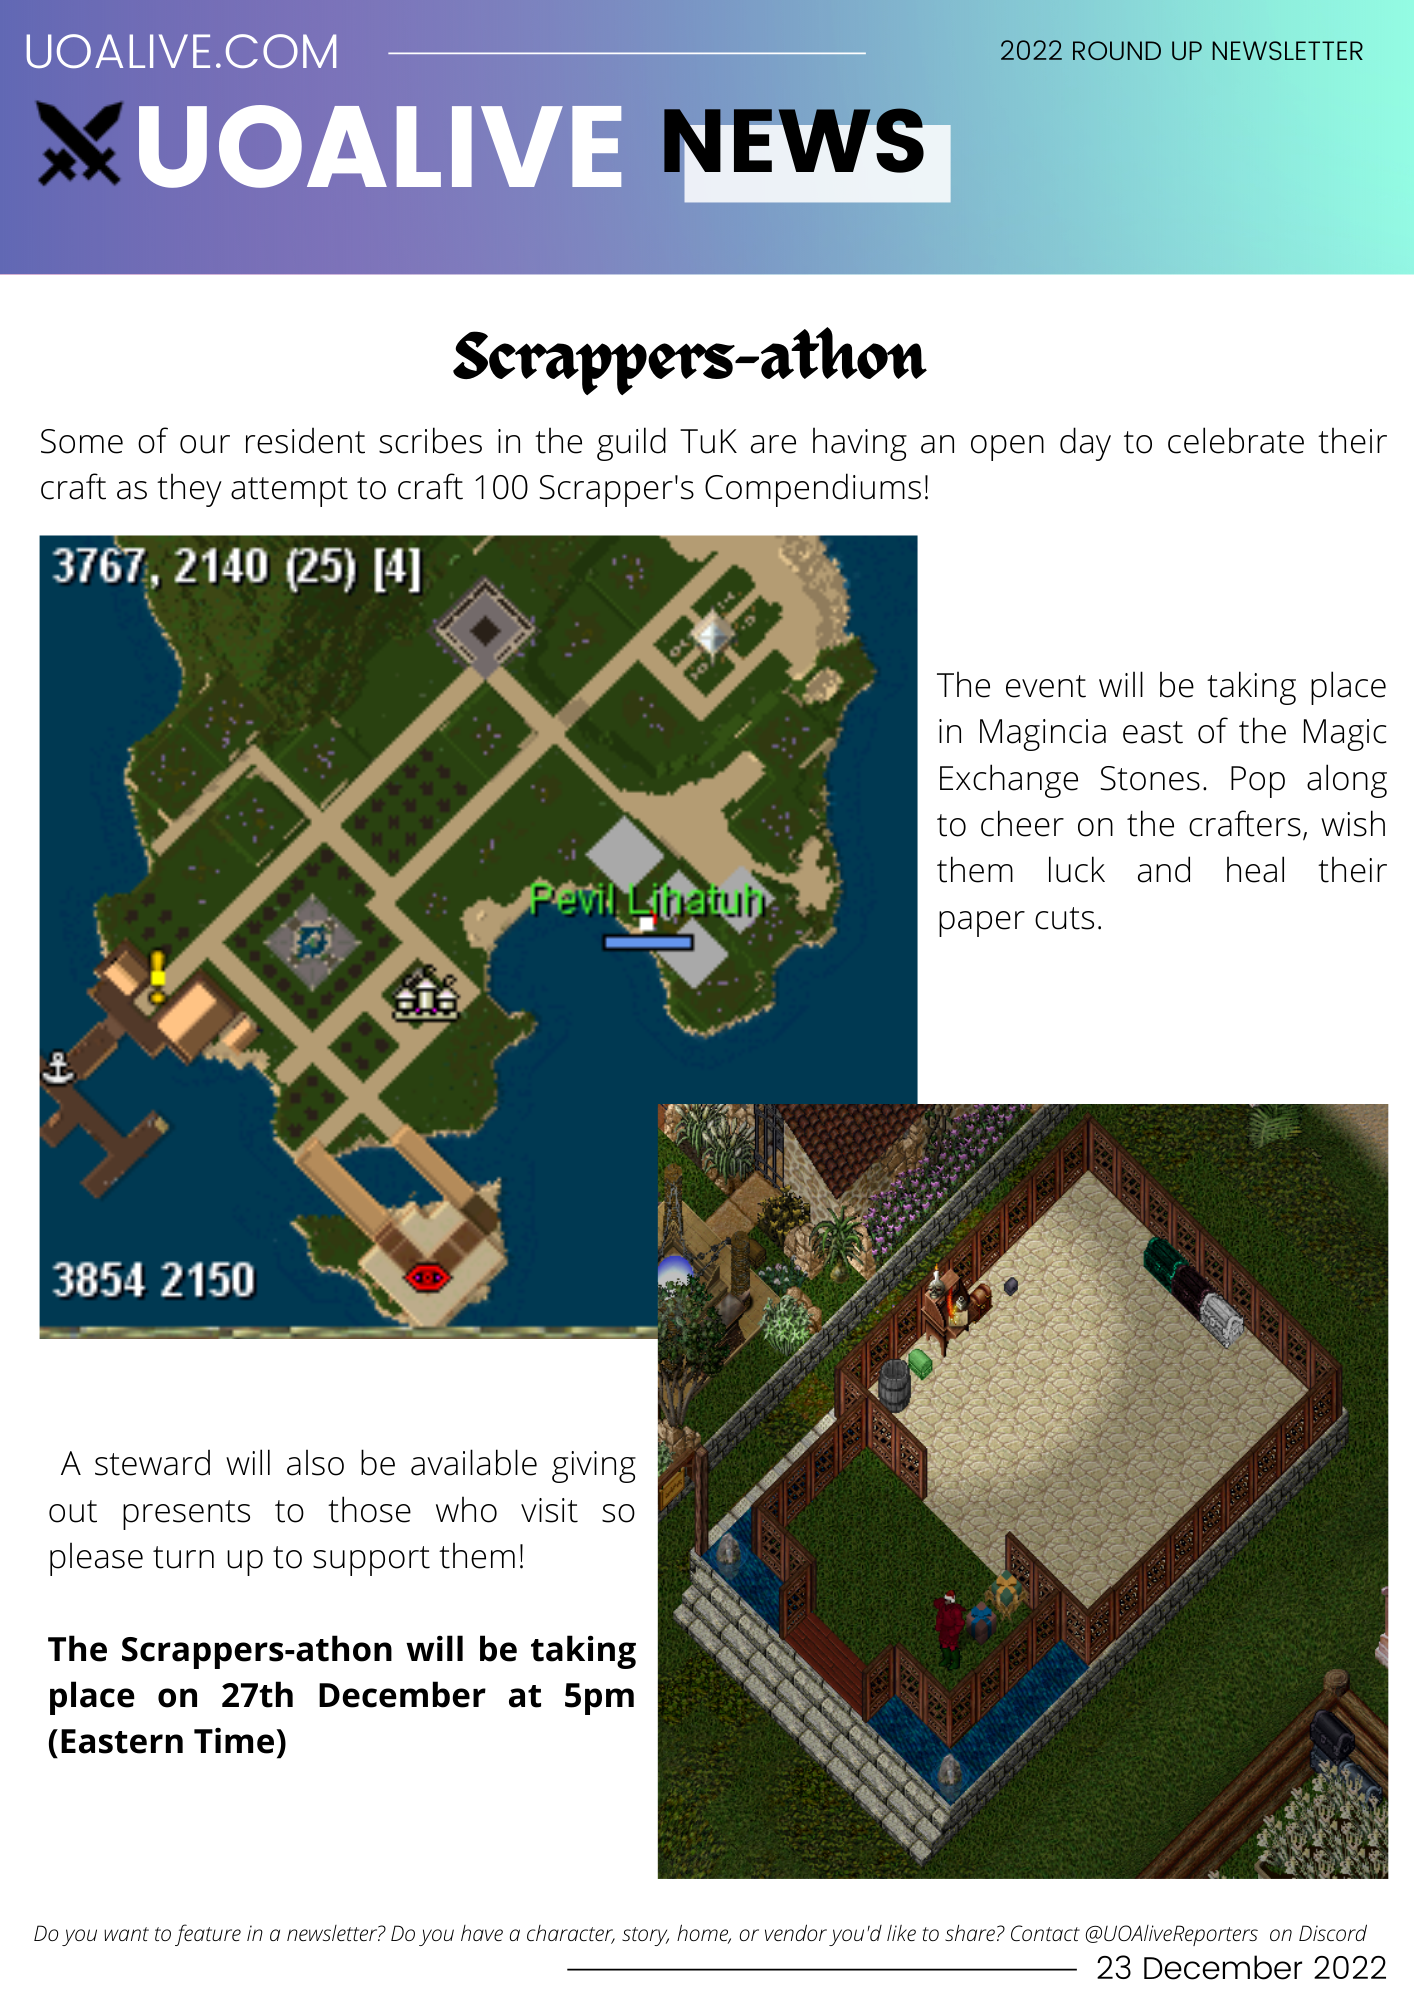 UOALIVE.COM
2022 ROUND UP NEWSLETTER
UOALIVE NEWS
Scrappers-athon
Some of our resident scribes in the guild TuK are having an open day to celebrate their
craft as they attempt to craft 100 Scrapper's Compendiums!
3767, 2140 (25) [4]
Pevil Lihatuh
3854 2150
The event will be taking place
in Magincia east of the Magic
Exchange Stones. Pop along
to cheer on the crafters, wish
them luck and heal their
paper cuts.
A steward will also be available giving
out presents to those who visit so
please turn up to support them!
The Scrappers-athon will be taking
place on 27th December at 5pm
(Eastern Time)
Do you want to feature in a newsletter? Do you have a character, story, home, or vendor you'd like to share? Contact @UOAliveReporters on Discord
23 December 2022